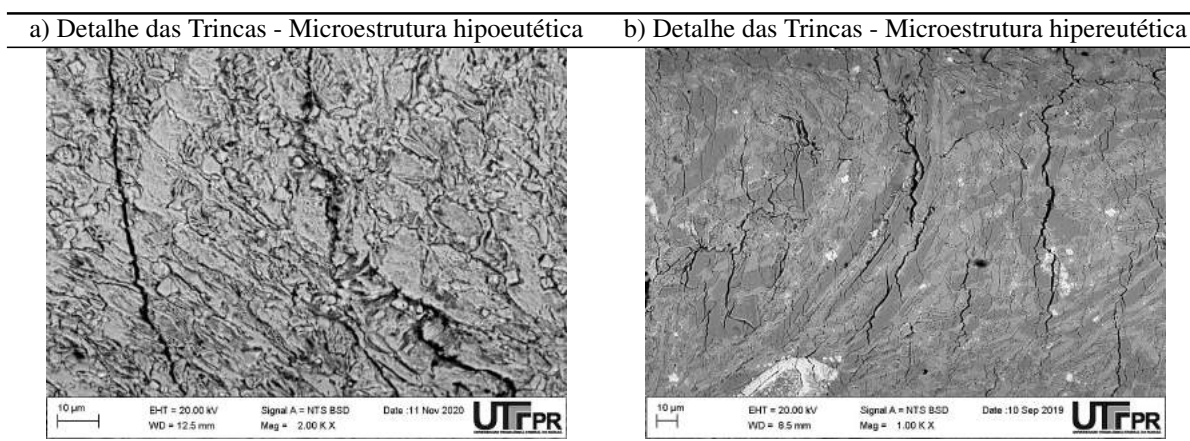 a) Detalhe das Trincas - Microestrutura hipoeutética
b) Detalhe das Trincas - Microestrutura hipereutética
10 µm
EHT = 20.00 kV
Signal A = NTS BSD
Date :11 Nov 2020
WD = 12.5 mm
Mag = 2.00 K X
UTFPR
10 µm
EHT = 20.00 kV
Signal A = NTS BSD
Date :10 Sep 2019
WD = 8.5 mm
Mag = 1.00 K X
UTFPR